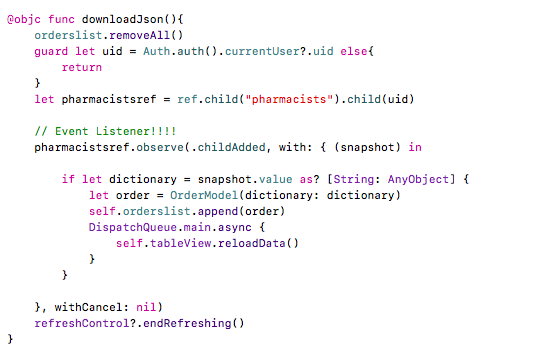 @objc func downloadJson(){
orderslist.removeAll()
guard let uid = Auth.auth().currentUser?.uid else{
return
}
let pharmacistsref = ref.child("pharmacists").child(uid)
// Event Listener!!!!
pharmacistsref.observe(.childAdded, with: { (snapshot) in
if let dictionary = snapshot.value as? [String: AnyObject] {
let order = OrderModel(dictionary: dictionary)
self.orderslist.append(order)
DispatchQueue.main.async {
self.tableView.reloadData()
}
}
}, withCancel: nil)
refreshControl?.endRefreshing()
}